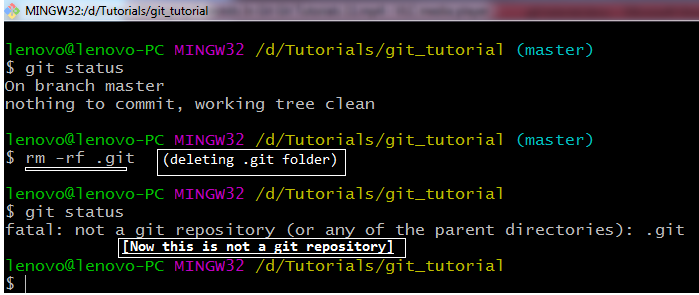 MINGW32:/d/Tutorials/git_tutorial
lenovo@lenovo-PC MINGW32 /d/Tutorials/git_tutorial (master)
$ git status
On branch master
nothing to commit, working tree clean
lenovo@lenovo-PC MINGW32 /d/Tutorials/git_tutorial (master)
$ rm -rf .git (deleting .git folder)
lenovo@lenovo-PC MINGW32 /d/Tutorials/git_tutorial
$ git status
fatal: not a git repository (or any of the parent directories): .git
[Now this is not a git repository]
lenovo@lenovo-PC MINGW32 /d/Tutorials/git_tutorial
$